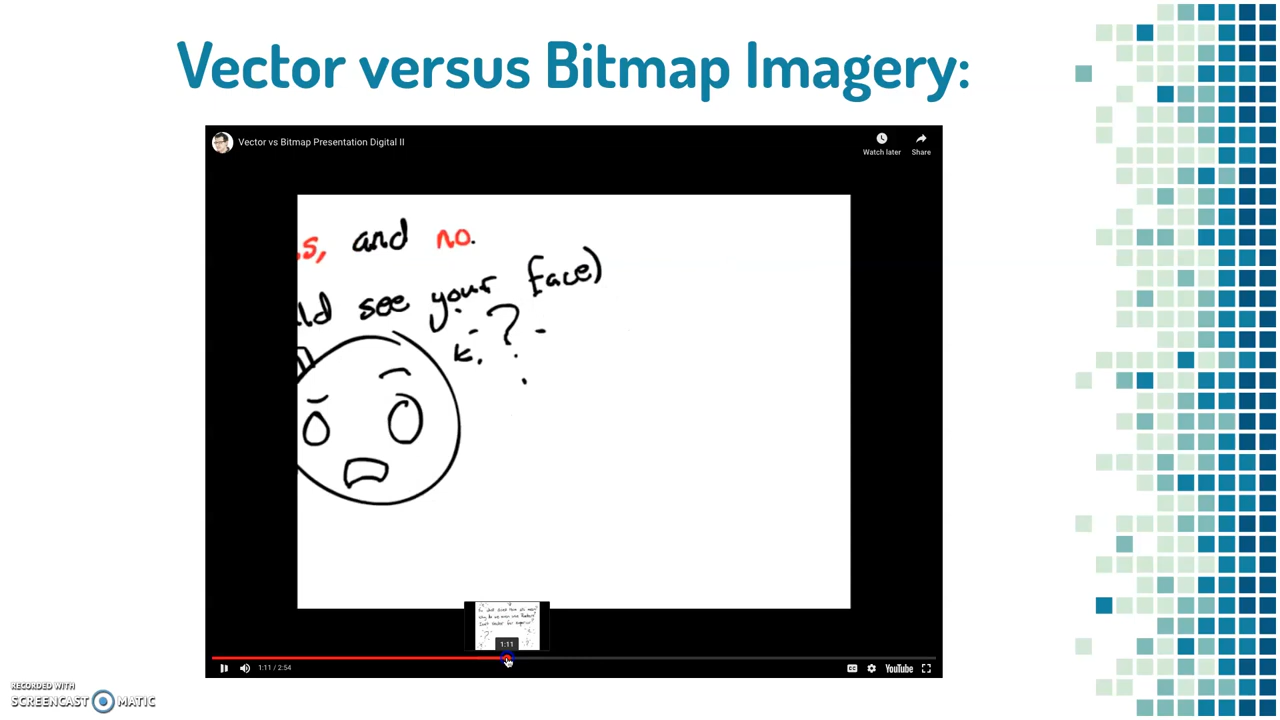 Vector versus Bitmap Imagery:
Vector vs Bitmap Presentation Digital II
Watch later
Share
s, and no.
ld see your face)
?
k.
1:11
1:11 / 2:54
CC
YouTube
RECORDED WITH
SCREENCAST MATIC